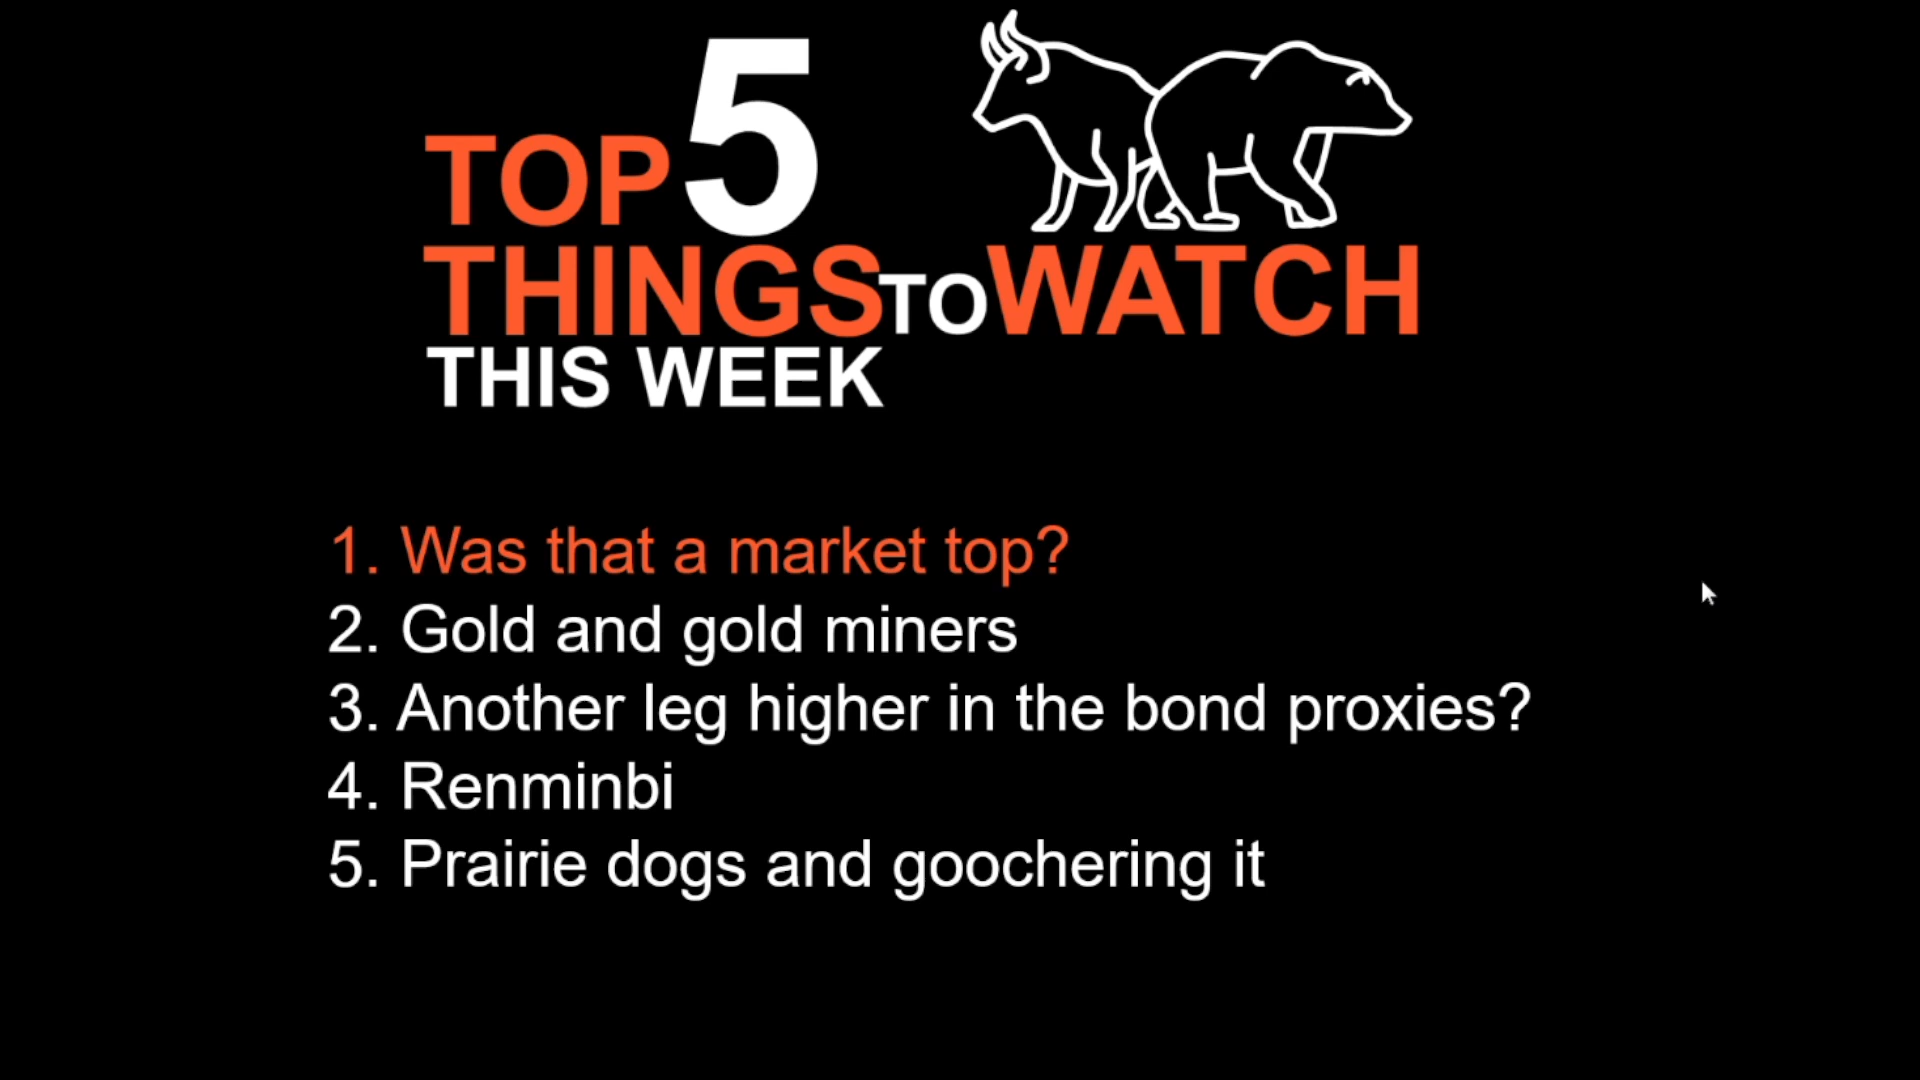 TOP 5
THINGS TO WATCH
THIS WEEK
1. Was that a market top?
2. Gold and gold miners
3. Another leg higher in the bond proxies?
4. Renminbi
5. Prairie dogs and goochering it